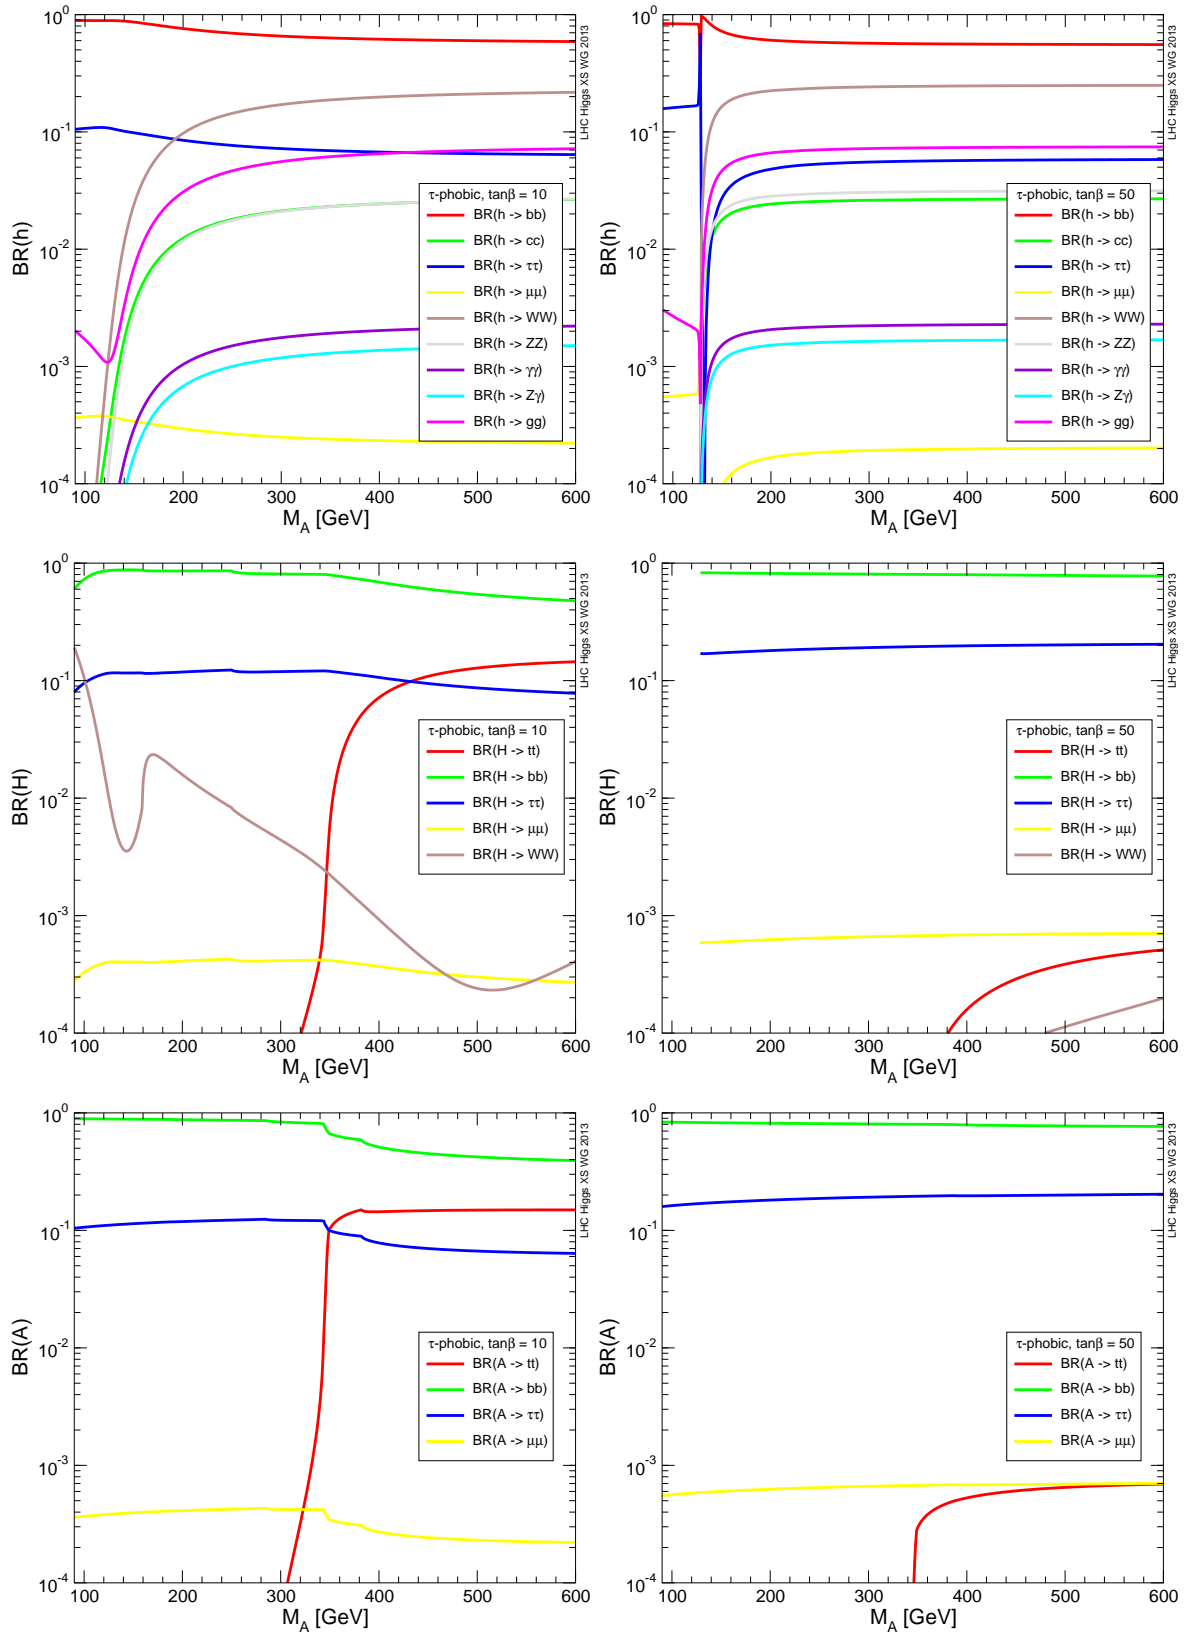 τ-phobic, tanβ = 10
BR(h -> bb)
BR(h -> cc)
BR(h -> ττ)
BR(h -> μμ)
BR(h -> WW)
BR(h -> ZZ)
BR(h -> γγ)
BR(h -> Zγ)
BR(h -> gg)
BR(h)
10⁰
10⁻¹
10⁻²
10⁻³
10⁻⁴
100 200 300 400 500 600
M_A [GeV]
LHC Higgs XS WG 2013
τ-phobic, tanβ = 50
BR(h -> bb)
BR(h -> cc)
BR(h -> ττ)
BR(h -> μμ)
BR(h -> WW)
BR(h -> ZZ)
BR(h -> γγ)
BR(h -> Zγ)
BR(h -> gg)
BR(h)
10⁰
10⁻¹
10⁻²
10⁻³
10⁻⁴
100 200 300 400 500 600
M_A [GeV]
LHC Higgs XS WG 2013
τ-phobic, tanβ = 10
BR(H -> tt)
BR(H -> bb)
BR(H -> ττ)
BR(H -> μμ)
BR(H -> WW)
BR(H)
10⁰
10⁻¹
10⁻²
10⁻³
10⁻⁴
100 200 300 400 500 600
M_A [GeV]
LHC Higgs XS WG 2013
τ-phobic, tanβ = 50
BR(H -> tt)
BR(H -> bb)
BR(H -> ττ)
BR(H -> μμ)
BR(H -> WW)
BR(H)
10⁰
10⁻¹
10⁻²
10⁻³
10⁻⁴
100 200 300 400 500 600
M_A [GeV]
LHC Higgs XS WG 2013
τ-phobic, tanβ = 10
BR(A -> tt)
BR(A -> bb)
BR(A -> ττ)
BR(A -> μμ)
BR(A)
10⁰
10⁻¹
10⁻²
10⁻³
10⁻⁴
100 200 300 400 500 600
M_A [GeV]
LHC Higgs XS WG 2013
τ-phobic, tanβ = 50
BR(A -> tt)
BR(A -> bb)
BR(A -> ττ)
BR(A -> μμ)
BR(A)
10⁰
10⁻¹
10⁻²
10⁻³
10⁻⁴
100 200 300 400 500 600
M_A [GeV]
LHC Higgs XS WG 2013